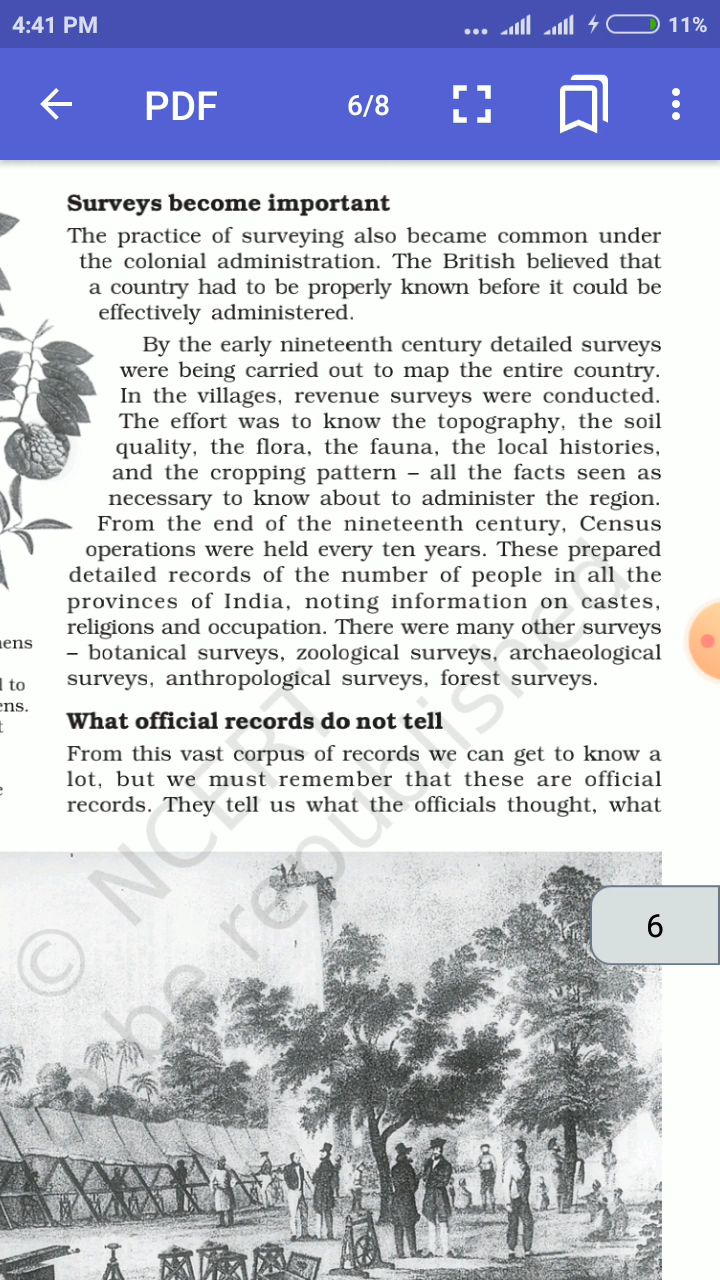 4:41 PM
11%
PDF
6/8
Surveys become important
The practice of surveying also became common under
the colonial administration. The British believed that
a country had to be properly known before it could be
effectively administered.
By the early nineteenth century detailed surveys
were being carried out to map the entire country.
In the villages, revenue surveys were conducted.
The effort was to know the topography, the soil
quality, the flora, the fauna, the local histories,
and the cropping pattern – all the facts seen as
necessary to know about to administer the region.
From the end of the nineteenth century, Census
operations were held every ten years. These prepared
detailed records of the number of people in all the
provinces of India, noting information on castes,
religions and occupation. There were many other surveys
– botanical surveys, zoological surveys, archaeological
surveys, anthropological surveys, forest surveys.
ens
to
ens.
What official records do not tell
From this vast corpus of records we can get to know a
lot, but we must remember that these are official
records. They tell us what the officials thought, what
© NCERT
be republished
6